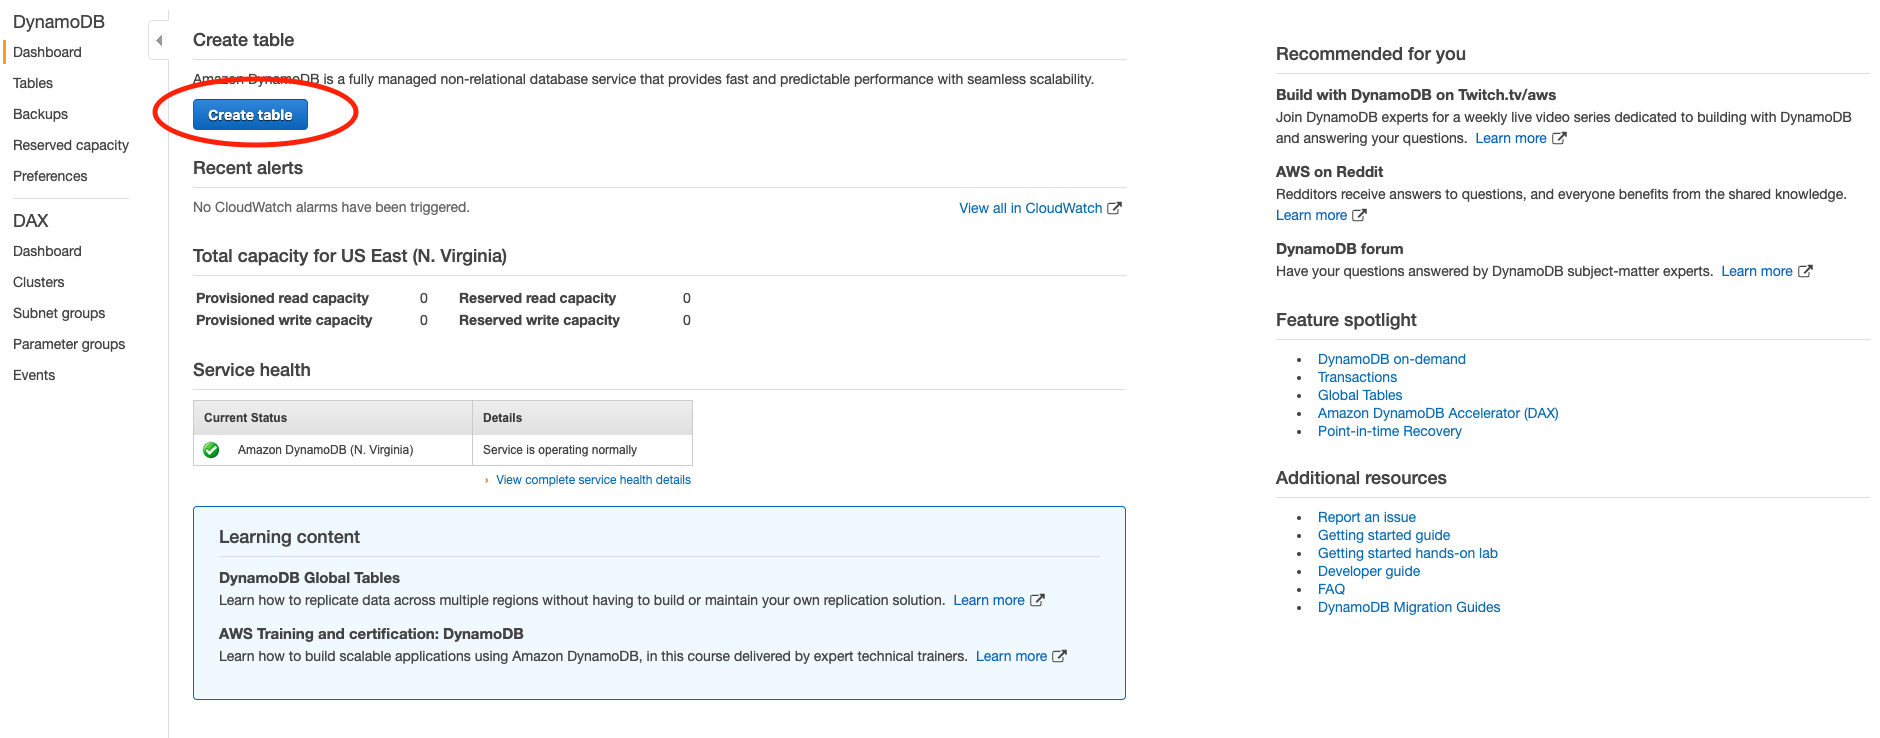 DynamoDB
Dashboard
Tables
Backups
Reserved capacity
Preferences
DAX
Dashboard
Clusters
Subnet groups
Parameter groups
Events
Create table
Amazon DynamoDB is a fully managed non-relational database service that provides fast and predictable performance with seamless scalability.
Create table
Recent alerts
No CloudWatch alarms have been triggered.
View all in CloudWatch
Total capacity for US East (N. Virginia)
Provisioned read capacity 0 Reserved read capacity 0
Provisioned write capacity 0 Reserved write capacity 0
Service health
Current Status Details
Amazon DynamoDB (N. Virginia) Service is operating normally
View complete service health details
Learning content
DynamoDB Global Tables
Learn how to replicate data across multiple regions without having to build or maintain your own replication solution. Learn more
AWS Training and certification: DynamoDB
Learn how to build scalable applications using Amazon DynamoDB, in this course delivered by expert technical trainers. Learn more
Recommended for you
Build with DynamoDB on Twitch.tv/aws
Join DynamoDB experts for a weekly live video series dedicated to building with DynamoDB
and answering your questions. Learn more
AWS on Reddit
Redditors receive answers to questions, and everyone benefits from the shared knowledge.
Learn more
DynamoDB forum
Have your questions answered by DynamoDB subject-matter experts. Learn more
Feature spotlight
DynamoDB on-demand
Transactions
Global Tables
Amazon DynamoDB Accelerator (DAX)
Point-in-time Recovery
Additional resources
Report an issue
Getting started guide
Getting started hands-on lab
Developer guide
FAQ
DynamoDB Migration Guides